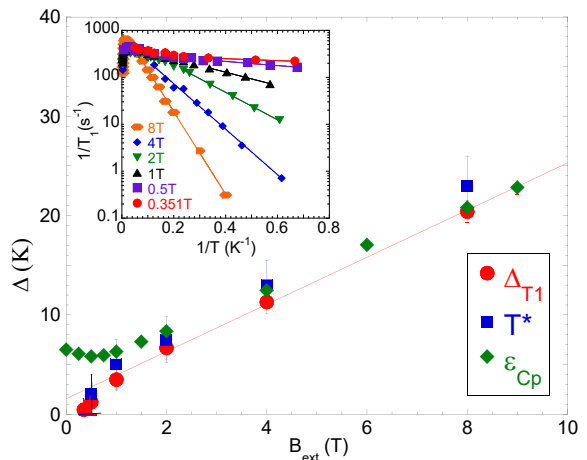 40
30
20
10
0
Δ (K)
0 2 4 6 8 10
B_ext (T)
1000
100
10
1
0.1
1/T₁(s⁻¹)
0 0.2 0.4 0.6 0.8
1/T (K⁻¹)
8T
4T
2T
1T
0.5T
0.351T
Δ_T1
T*
ε_Cp